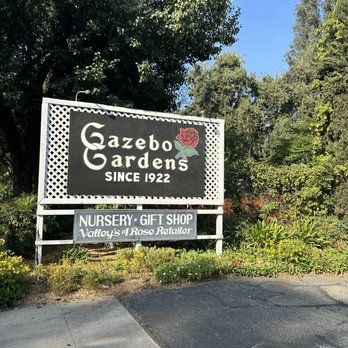 Gazebo
Gardens
SINCE 1922
NURSERY • GIFT SHOP
Valley's #1 Rose Retailer